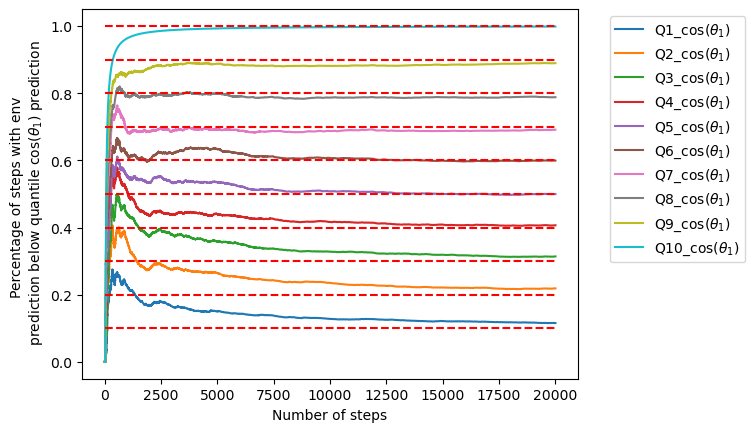 Percentage of steps with env
prediction below quantile cos(θ₁) prediction
1.0
0.8
0.6
0.4
0.2
0.0
0
2500
5000
7500
10000
12500
15000
17500
20000
Number of steps
Q1_cos(θ₁)
Q2_cos(θ₁)
Q3_cos(θ₁)
Q4_cos(θ₁)
Q5_cos(θ₁)
Q6_cos(θ₁)
Q7_cos(θ₁)
Q8_cos(θ₁)
Q9_cos(θ₁)
Q10_cos(θ₁)